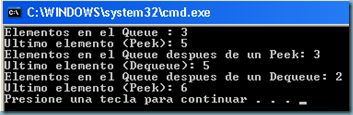 C:\WINDOWS\system32\cmd.exe
Elementos en el Queue : 3
Ultimo elemento (Peek): 5
Elementos en el Queue despues de un Peek: 3
Ultimo elemento (Dequeue): 5
Elementos en el Queue despues de un Dequeue: 2
Ultimo elemento (Peek): 6
Presione una tecla para continuar . . . _